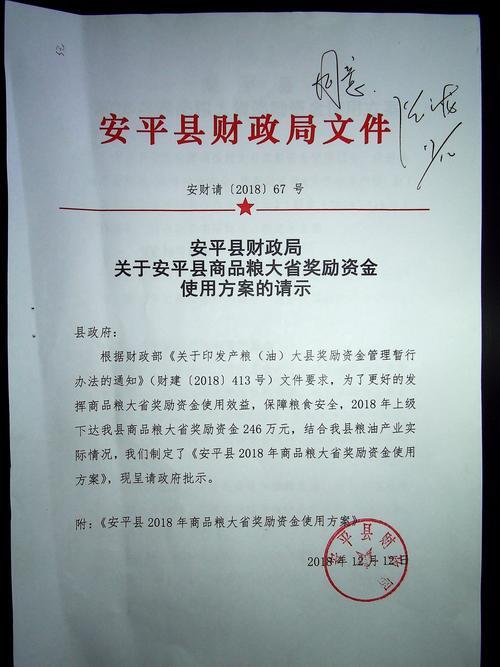 同意
安平县财政局文件
安财请〔2018〕67 号
安平县财政局
关于安平县商品粮大省奖励资金
使用方案的请示
县政府：
根据财政部《关于印发产粮（油）大县奖励资金管理暂行
办法的通知》（财建〔2018〕413 号）文件要求，为了更好的发
挥商品粮大省奖励资金使用效益，保障粮食安全，2018 年上级
下达我县商品粮大省奖励资金 246 万元，结合我县粮油产业实
际情况，我们制定了《安平县 2018 年商品粮大省奖励资金使用
方案》，现呈请政府批示。
附：《安平县 2018 年商品粮大省奖励资金使用方案》
安平县财政局
2018 年 12 月 12 日